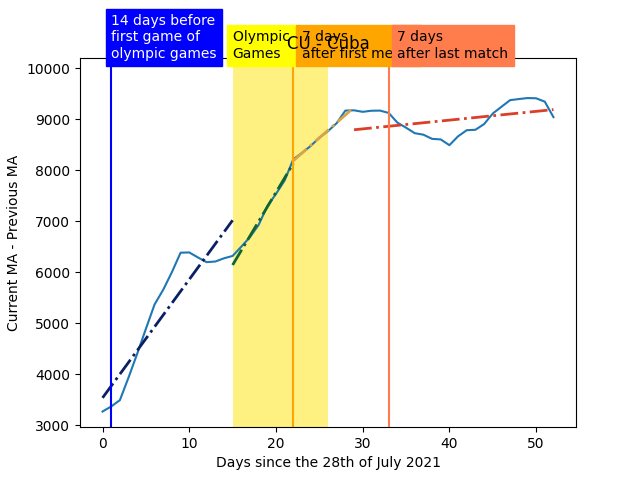 14 days before
first game of
olympic games
Olympic
Games
7 days
after first me
7 days
after last match
CU - Cuba
10000
9000
8000
7000
6000
5000
4000
3000
Current MA - Previous MA
0 10 20 30 40 50
Days since the 28th of July 2021